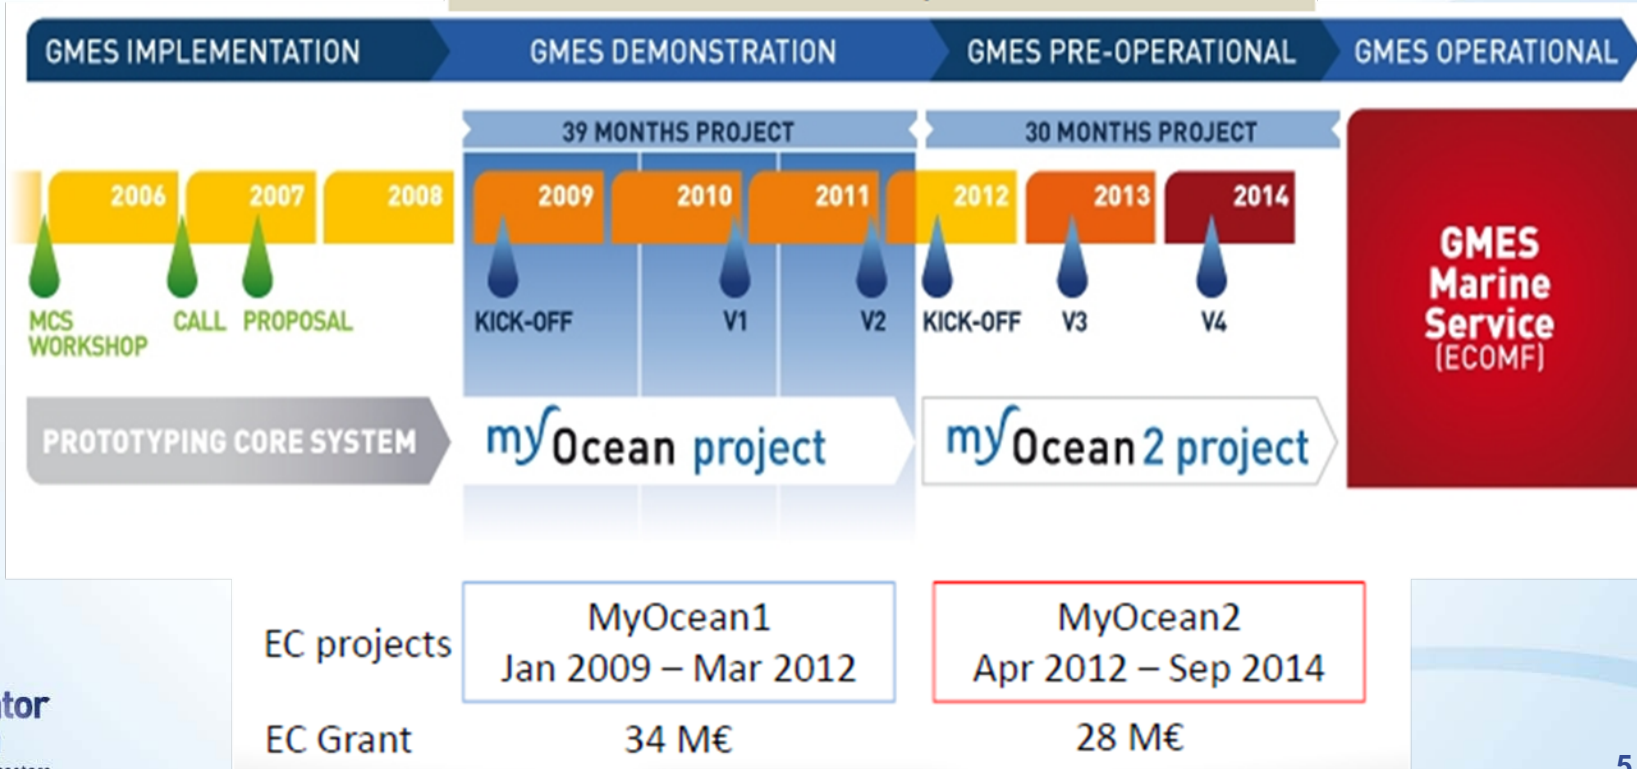 GMES IMPLEMENTATION
GMES DEMONSTRATION
GMES PRE-OPERATIONAL
GMES OPERATIONAL
39 MONTHS PROJECT
30 MONTHS PROJECT
2006
2007
2008
2009
2010
2011
2012
2013
2014
MCS
WORKSHOP
CALL
PROPOSAL
KICK-OFF
V1
V2
KICK-OFF
V3
V4
GMES
Marine
Service
(ECOMF)
PROTOTYPING CORE SYSTEM
myOcean project
myOcean2 project
EC projects
MyOcean1
Jan 2009 – Mar 2012
MyOcean2
Apr 2012 – Sep 2014
EC Grant
34 M€
28 M€
tor
5